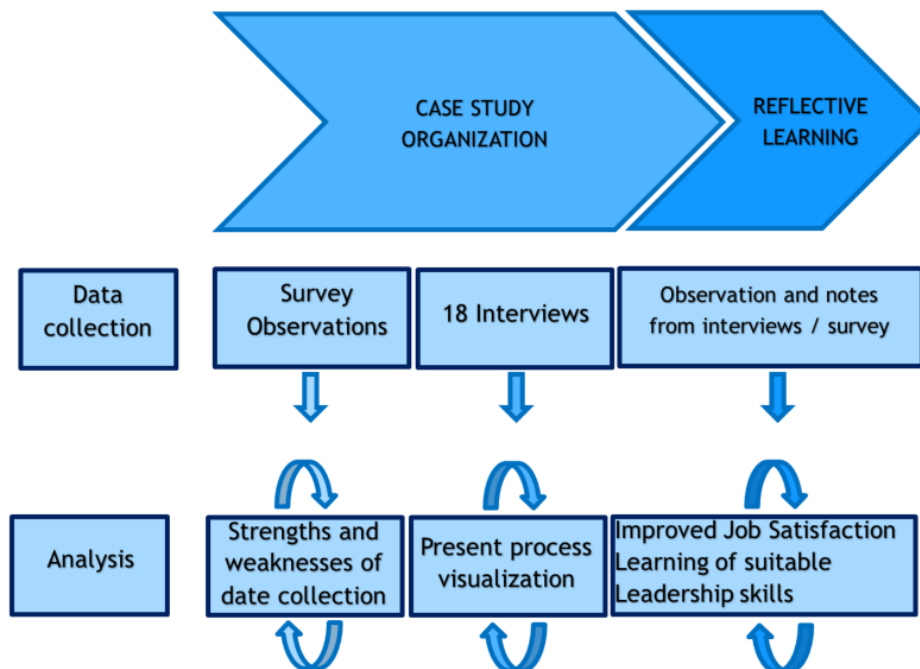 CASE STUDY
ORGANIZATION
REFLECTIVE
LEARNING
Data
collection
Survey
Observations
18 Interviews
Observation and notes
from interviews / survey
Analysis
Strengths and
weaknesses of
date collection
Present process
visualization
Improved Job Satisfaction
Learning of suitable
Leadership skills